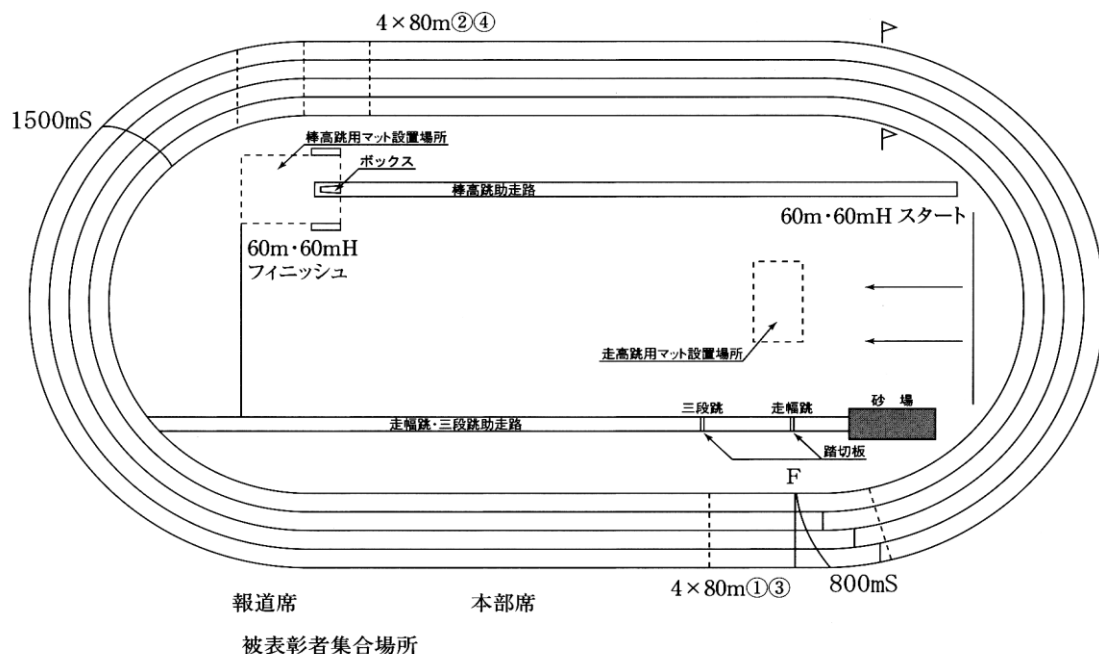 4×80m②④
1500mS
棒高跳用マット設置場所
ボックス
棒高跳助走路
60m・60mH スタート
60m・60mH
フィニッシュ
走高跳用マット設置場所
三段跳
走幅跳
砂 場
走幅跳・三段跳助走路
踏切板
F
4×80m①③
800mS
報道席
本部席
被表彰者集合場所